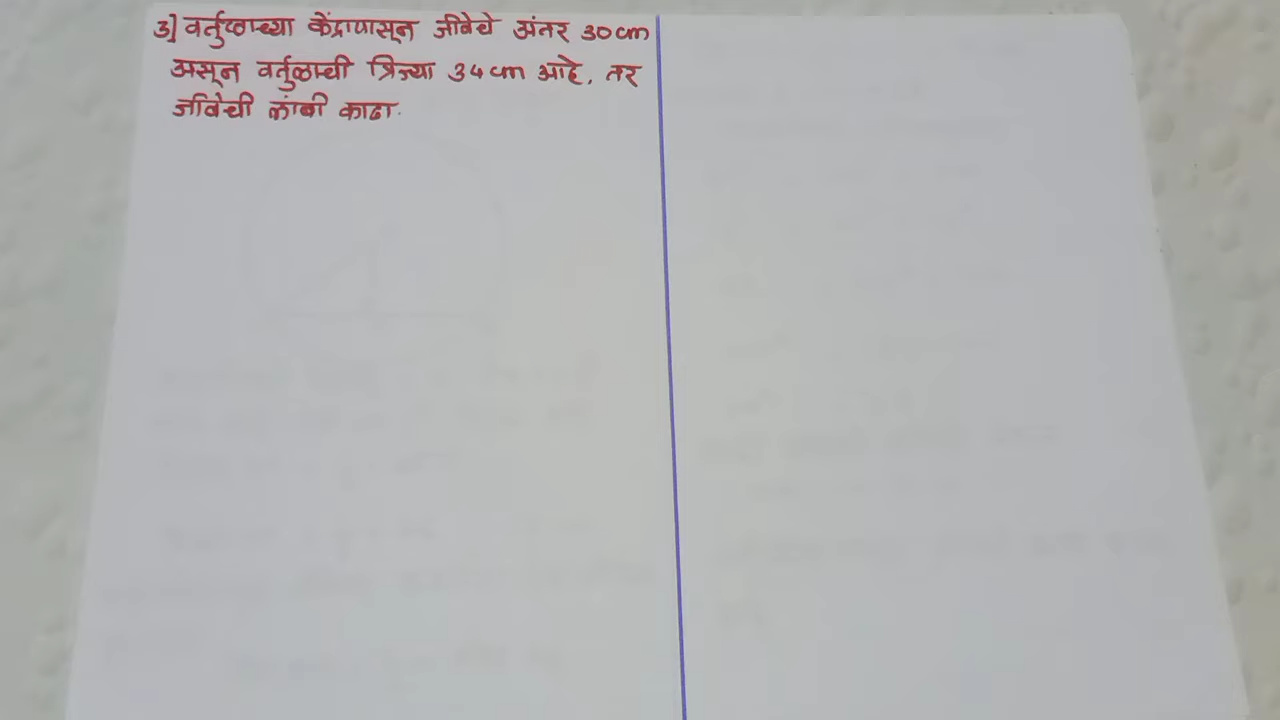 3] वर्तुळाच्या केंद्रापासून जीवेचे अंतर 30cm
असून वर्तुळाची त्रिज्या 34cm आहे. तर
जीवेची लांबी काढा.